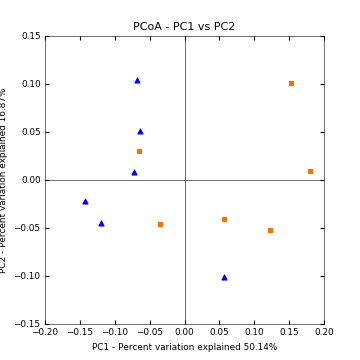 PCoA - PC1 vs PC2
0.15
0.10
0.05
0.00
−0.05
−0.10
−0.15
PC2 - Percent variation explained 16.87%
−0.20 −0.15 −0.10 −0.05 0.00 0.05 0.10 0.15 0.20
PC1 - Percent variation explained 50.14%